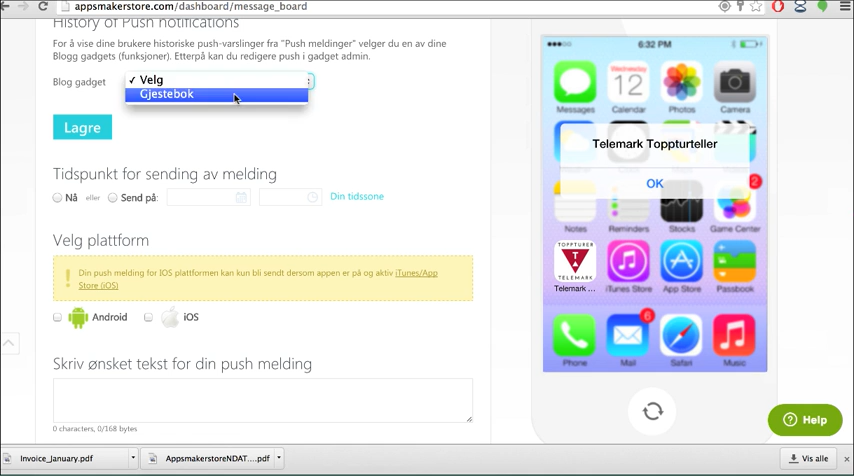 appsmakerstore.com/dashboard/message_board
History of Push notifications
For å vise dine brukere historiske push-varslinger fra "Push meldinger" velger du en av dine
Blogg gadgets (funksjoner). Etterpå kan du redigere push i gadget admin.
Blog gadget
✓ Velg
Gjestebok
Lagre
Tidspunkt for sending av melding
Nå eller Send på: Din tidssone
Velg plattform
Din push melding for IOS plattformen kan kun bli sendt dersom appen er på og aktiv iTunes/App
Store (iOS)
Android iOS
Skriv ønsket tekst for din push melding
0 characters, 0/168 bytes
6:32 PM
Wednesday
12
Messages Calendar Photos Camera
Telemark Toppturteller
OK
2
Notes Reminders Stocks Game Center
TOPPTURER
TELEMARK
Telemark ... iTunes Store App Store Passbook
6
Phone Mail Safari Music
Help
Invoice_January.pdf AppsmakerstoreNDAT....pdf Vis alle